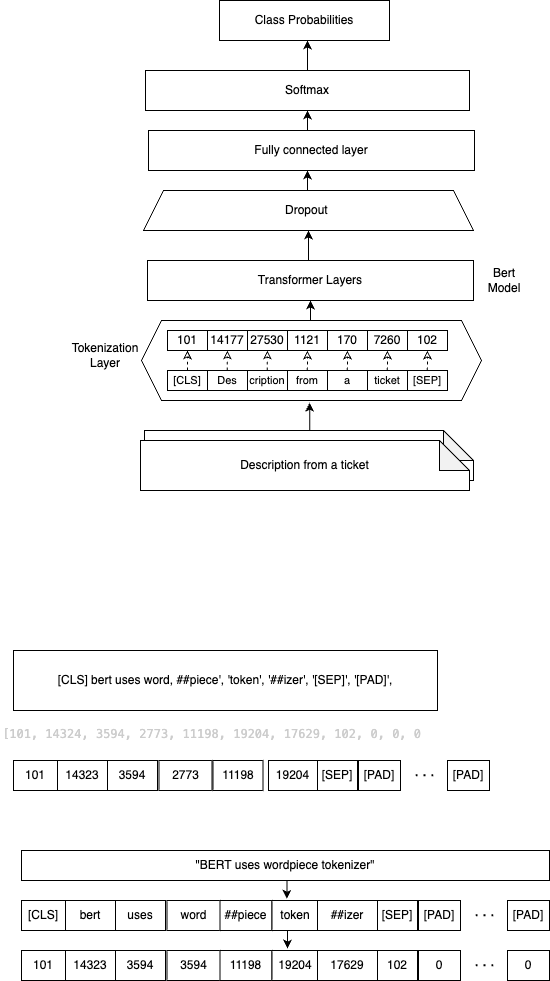 Class Probabilities
Softmax
Fully connected layer
Dropout
Transformer Layers
Bert
Model
Tokenization
Layer
101 14177 27530 1121 170 7260 102
[CLS] Des cription from a ticket [SEP]
Description from a ticket
[CLS] bert uses word, ##piece', 'token', '##izer', '[SEP]', '[PAD]',
[101, 14324, 3594, 2773, 11198, 19204, 17629, 102, 0, 0, 0
101 14323 3594 2773 11198 19204 [SEP] [PAD] ... [PAD]
"BERT uses wordpiece tokenizer"
[CLS] bert uses word ##piece token ##izer [SEP] [PAD] ... [PAD]
101 14323 3594 3594 11198 19204 17629 102 0 ... 0